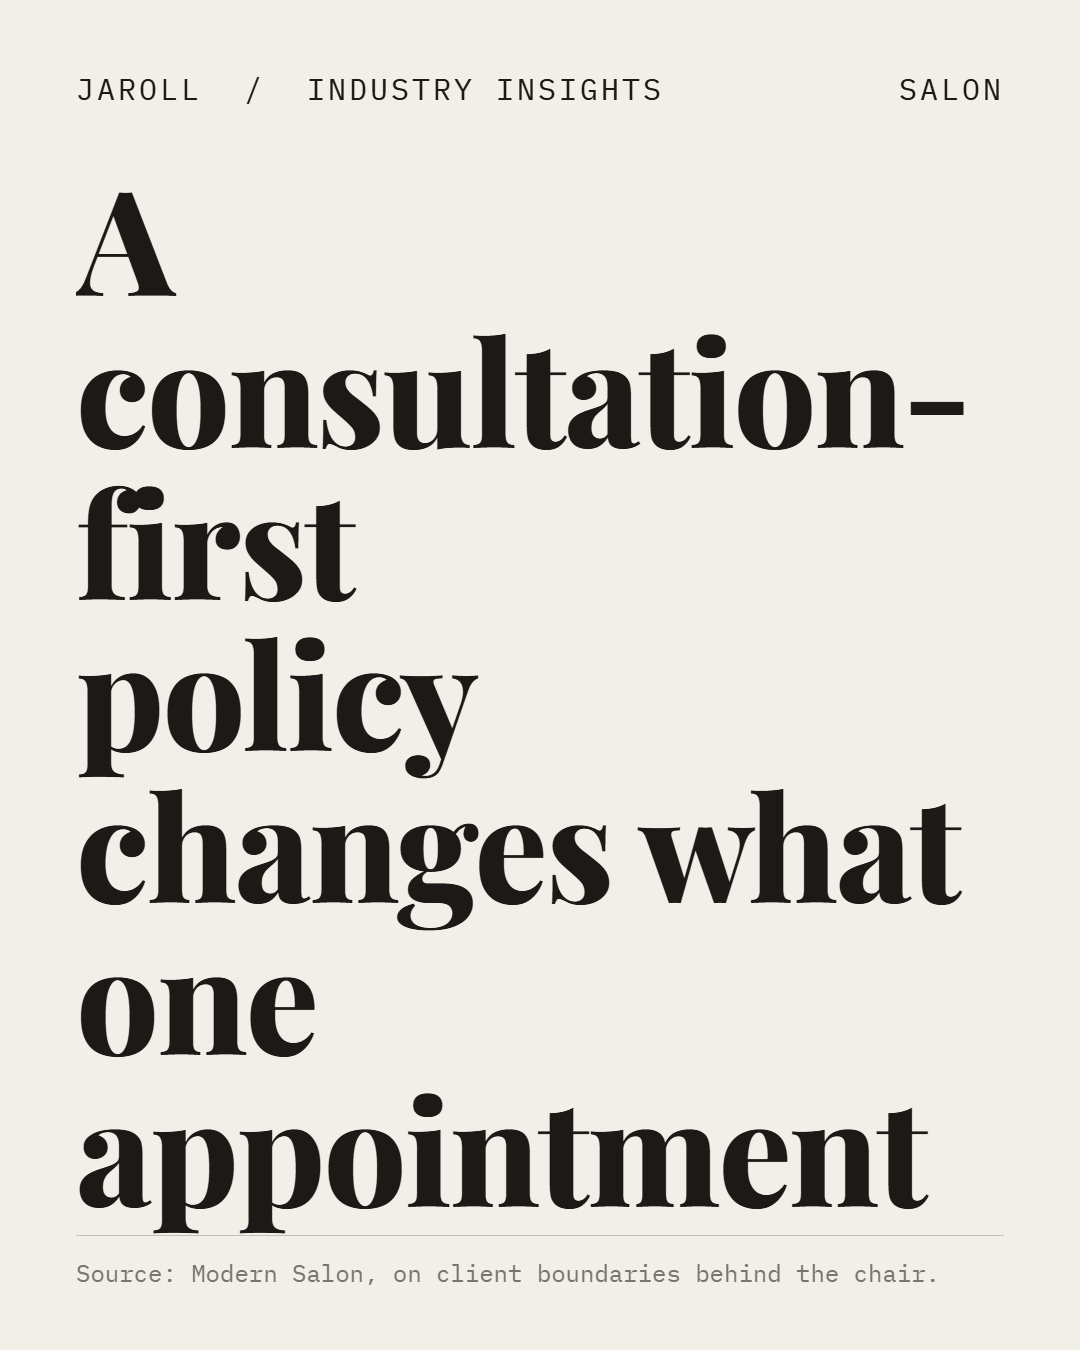 JAROLL / INDUSTRY INSIGHTS SALON
A
consultation-
first
policy
changes what
one
appointment
Source: Modern Salon, on client boundaries behind the chair.